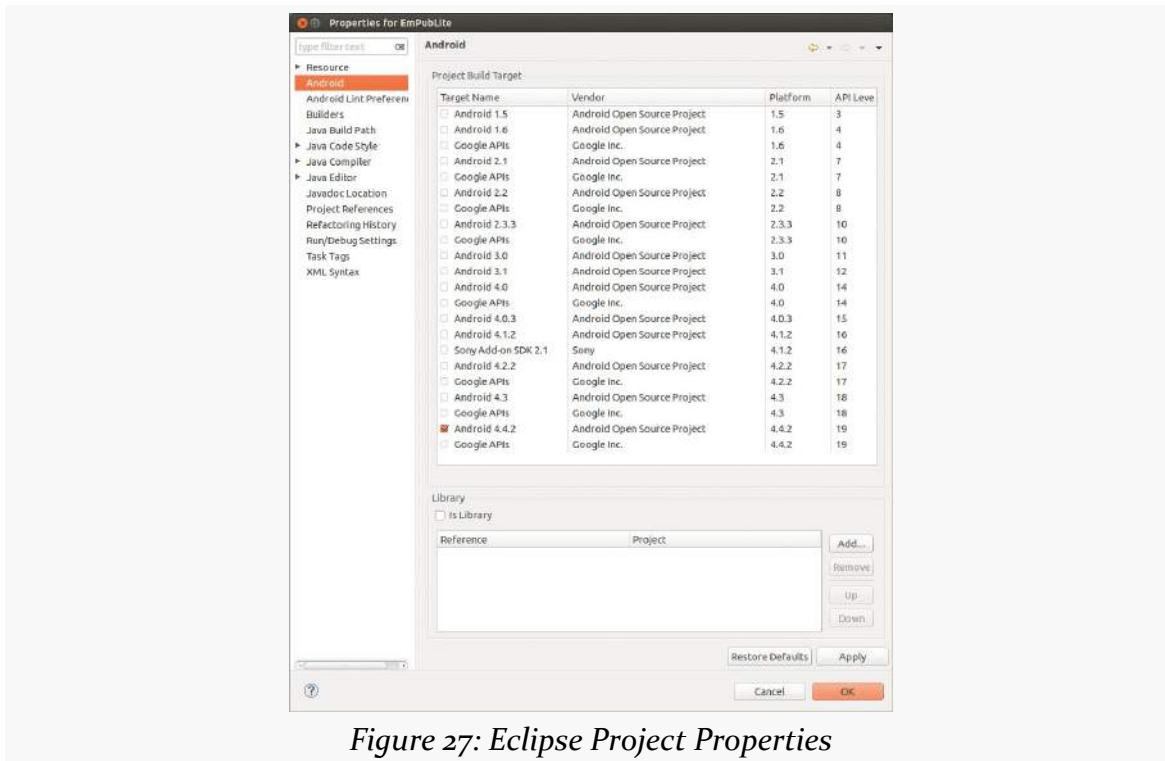 Properties for EmPubLite
type filter text
Android
Resource
Android
Android Lint Preferen
Builders
Java Build Path
Java Code Style
Java Compiler
Java Editor
Javadoc Location
Project References
Refactoring History
Run/Debug Settings
Task Tags
XML Syntax
Project Build Target
Target Name Vendor Platform API Leve
Android 1.5 Android Open Source Project 1.5 3
Android 1.6 Android Open Source Project 1.6 4
Google APIs Google Inc. 1.6 4
Android 2.1 Android Open Source Project 2.1 7
Google APIs Google Inc. 2.1 7
Android 2.2 Android Open Source Project 2.2 8
Google APIs Google Inc. 2.2 8
Android 2.3.3 Android Open Source Project 2.3.3 10
Google APIs Google Inc. 2.3.3 10
Android 3.0 Android Open Source Project 3.0 11
Android 3.1 Android Open Source Project 3.1 12
Android 4.0 Android Open Source Project 4.0 14
Google APIs Google Inc. 4.0 14
Android 4.0.3 Android Open Source Project 4.0.3 15
Android 4.1.2 Android Open Source Project 4.1.2 16
Sony Add-on SDK 2.1 Sony 4.1.2 16
Android 4.2.2 Android Open Source Project 4.2.2 17
Google APIs Google Inc. 4.2.2 17
Android 4.3 Android Open Source Project 4.3 18
Google APIs Google Inc. 4.3 18
Android 4.4.2 Android Open Source Project 4.4.2 19
Google APIs Google Inc. 4.4.2 19
Library
Is Library
Reference Project
Add...
Remove
Up
Down
Restore Defaults Apply
? Cancel OK
Figure 27: Eclipse Project Properties